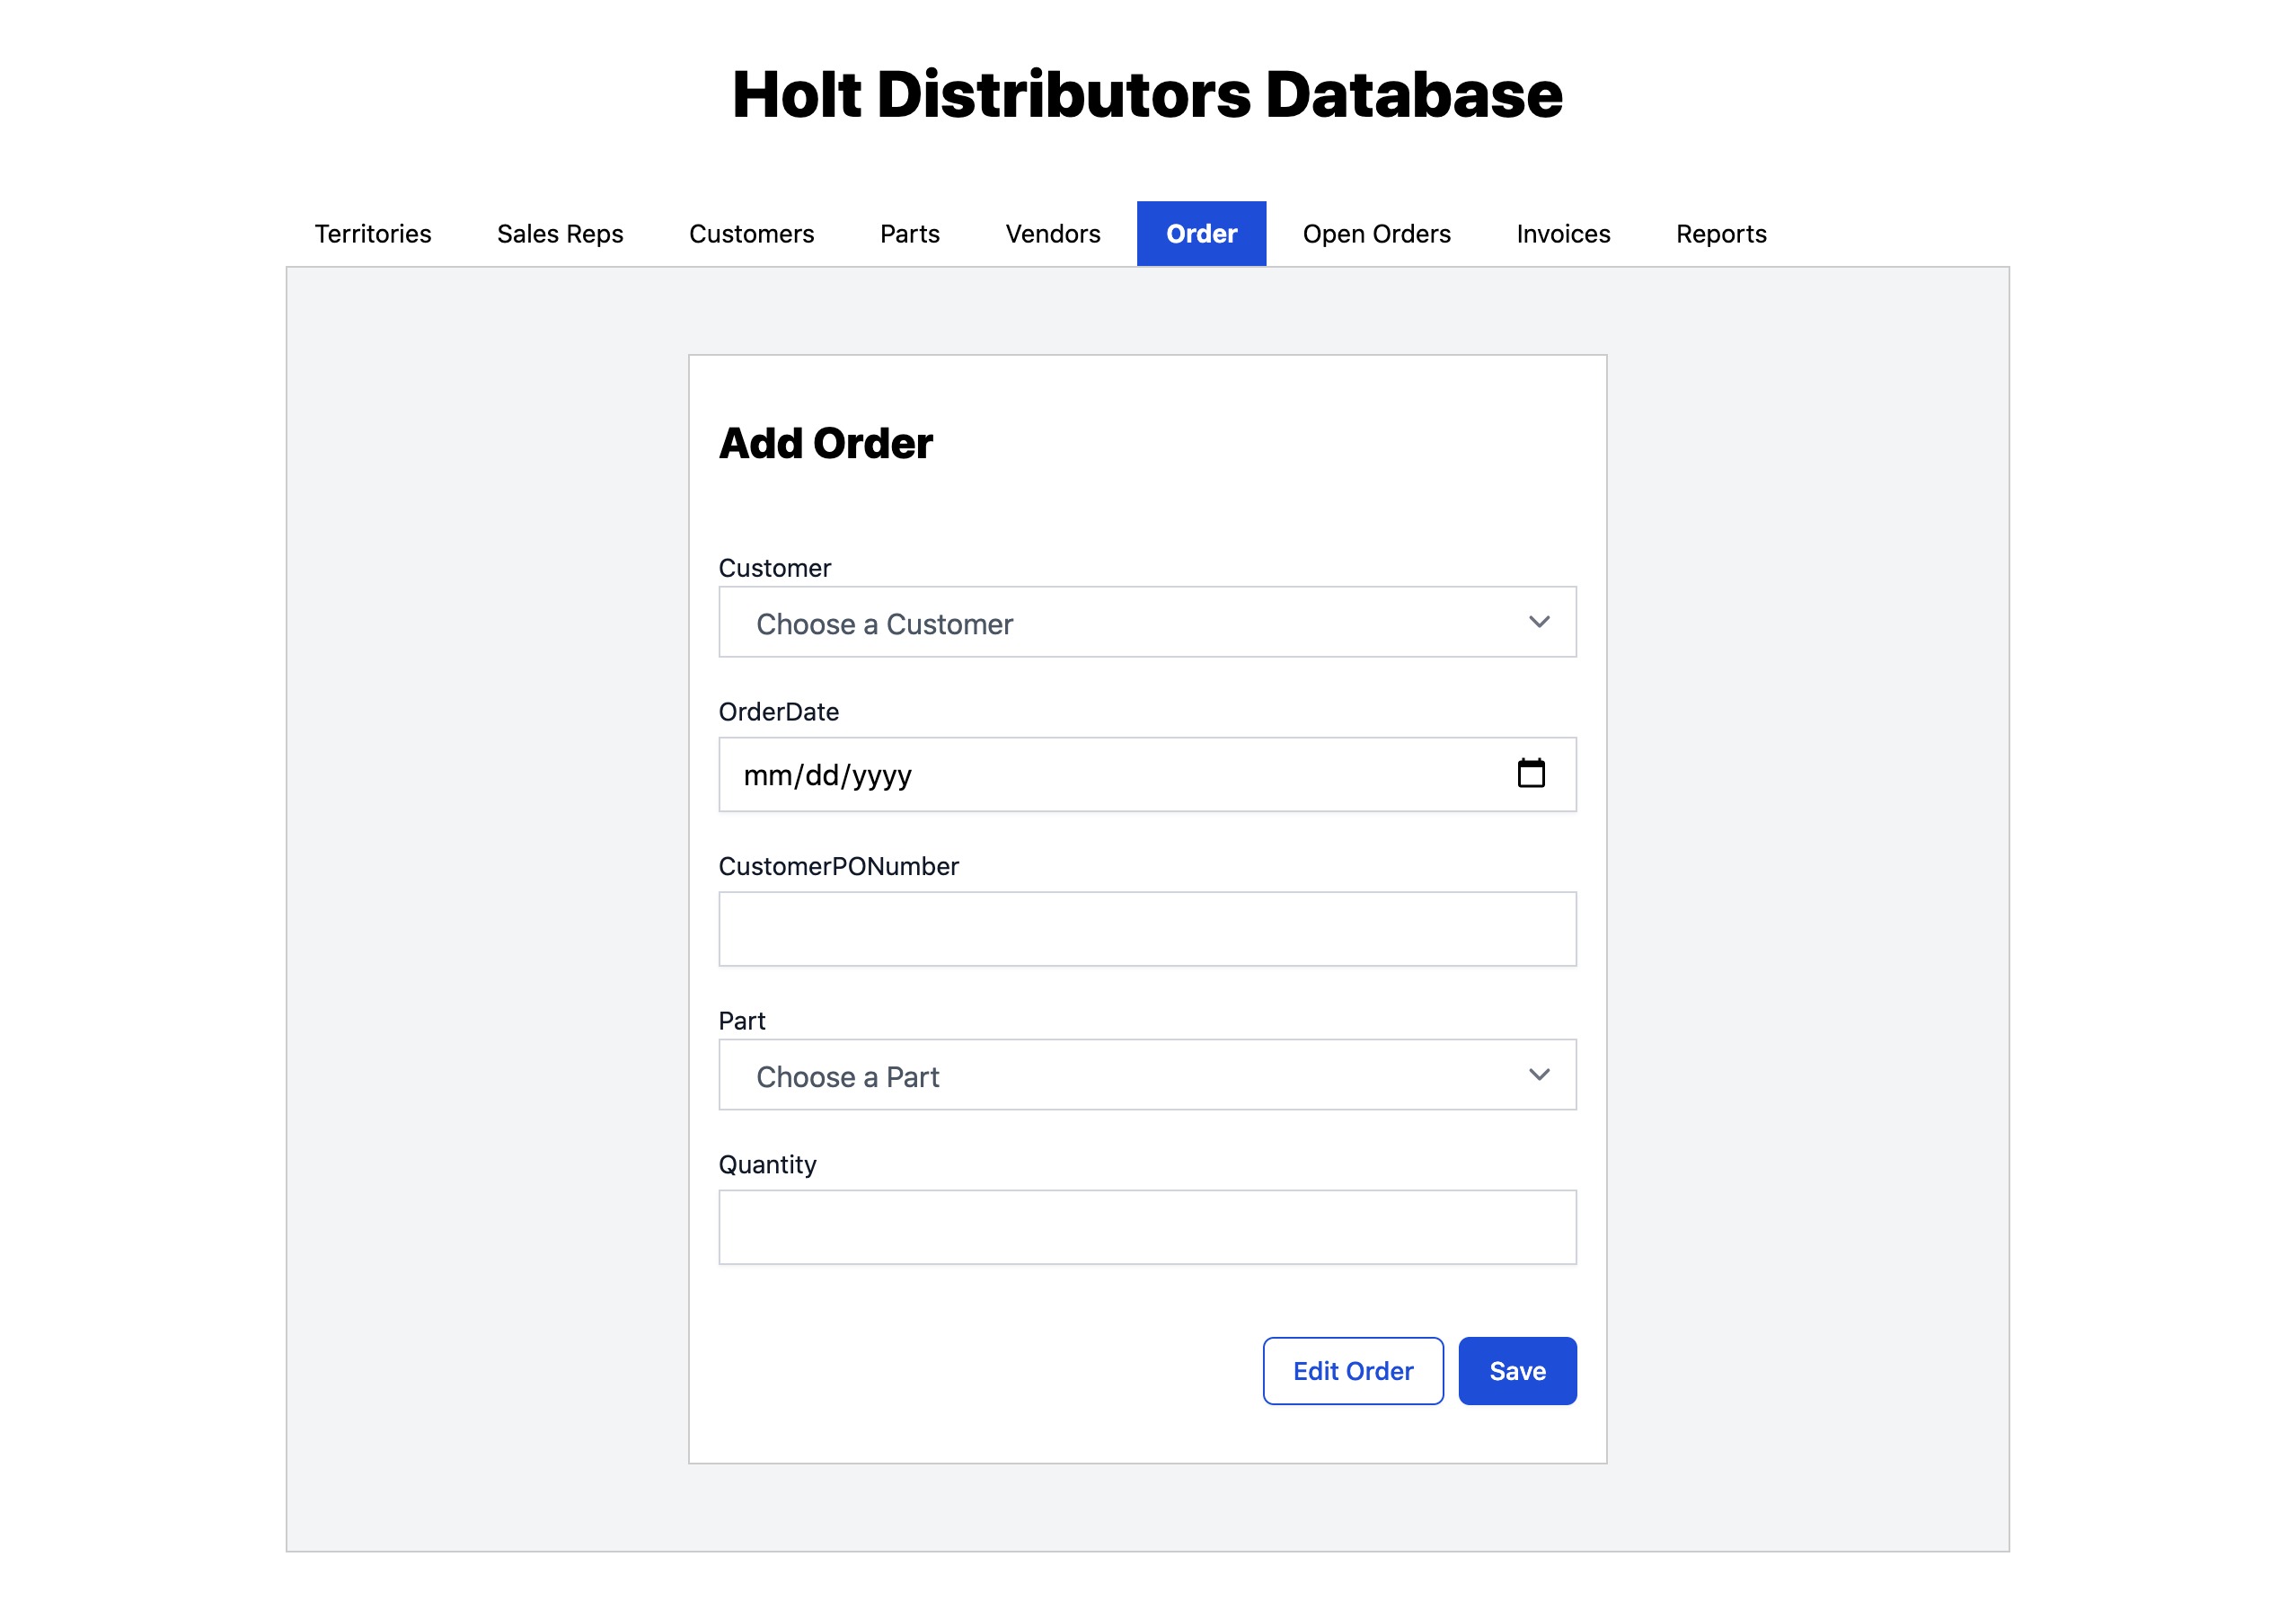 Holt Distributors Database
Territories Sales Reps Customers Parts Vendors Order Open Orders Invoices Reports
Add Order
Customer
Choose a Customer
OrderDate
mm/dd/yyyy
CustomerPONumber
Part
Choose a Part
Quantity
Edit Order Save